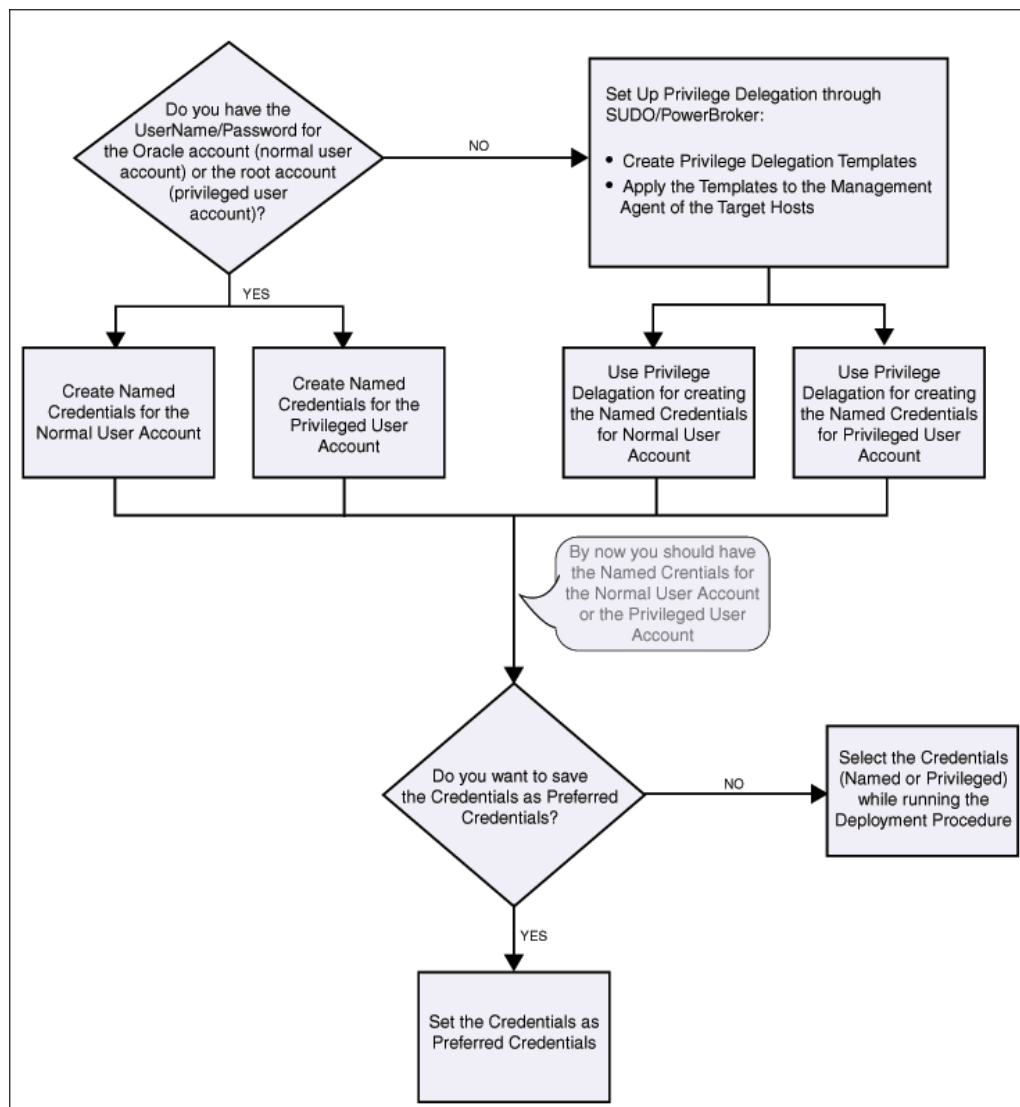 Do you have the
UserName/Password for
the Oracle account (normal user
account) or the root account
(privileged user
account)?
NO
Set Up Privilege Delegation through
SUDO/PowerBroker:
• Create Privilege Delegation Templates
• Apply the Templates to the Management
Agent of the Target Hosts
YES
Create Named
Credentials for the
Normal User Account
Create Named
Credentials for the
Privileged User
Account
Use Privilege
Delagation for creating
the Named Credentials
for Normal User
Account
Use Privilege
Delagation for creating
the Named Credentials
for Privileged User
Account
By now you should have
the Named Crentials for
the Normal User Account
or the Privileged User
Account
Do you want to save
the Credentials as Preferred
Credentials?
NO
Select the Credentials
(Named or Privileged)
while running the
Deployment Procedure
YES
Set the Credentials as
Preferred Credentials